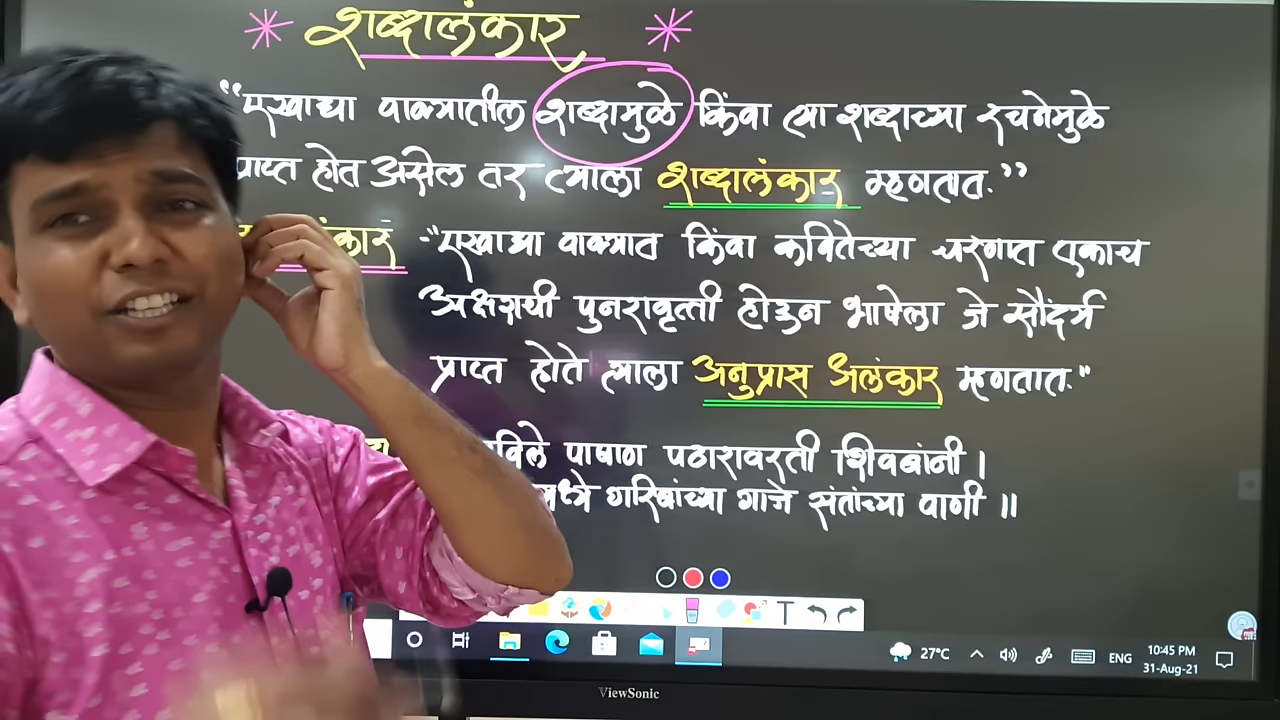 शब्दालंकार
“एखाद्या वाक्यातील शब्दामुळे किंवा त्या शब्दाच्या रचनेमुळे
प्राप्त होत असेल तर त्याला शब्दालंकार म्हणतात.”
-"एखाद्या वाक्यात किंवा कवितेच्या चरणात एकाच
अक्षराची पुनरावृत्ती होऊन भाषेला जे सौंदर्य
प्राप्त होते त्याला अनुप्रास अलंकार म्हणतात."
पाषाण पठारावरती शिवबांनी ।
गरिबांच्या गाजे संतांच्या वाणी ॥
T
27°C ENG 10:45 PM
31-Aug-21
ViewSonic